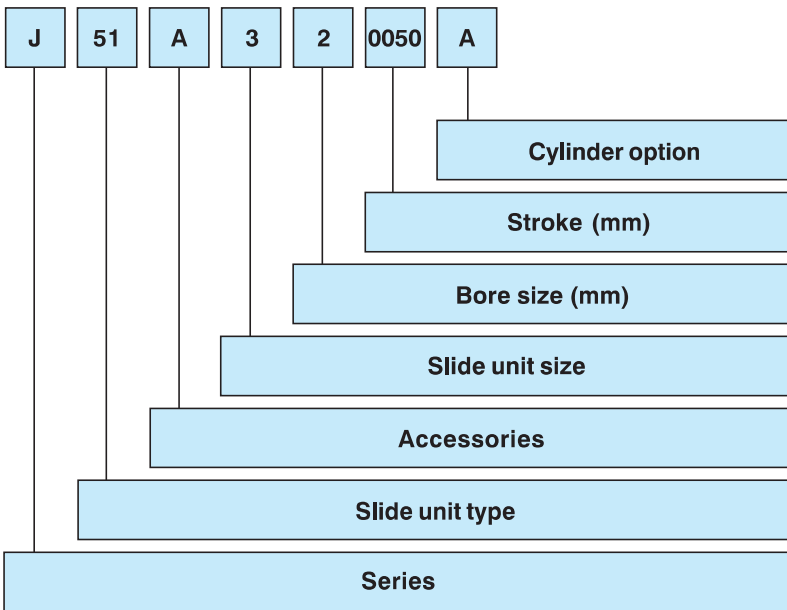 J 51 A 3 2 0050 A
Cylinder option
Stroke (mm)
Bore size (mm)
Slide unit size
Accessories
Slide unit type
Series